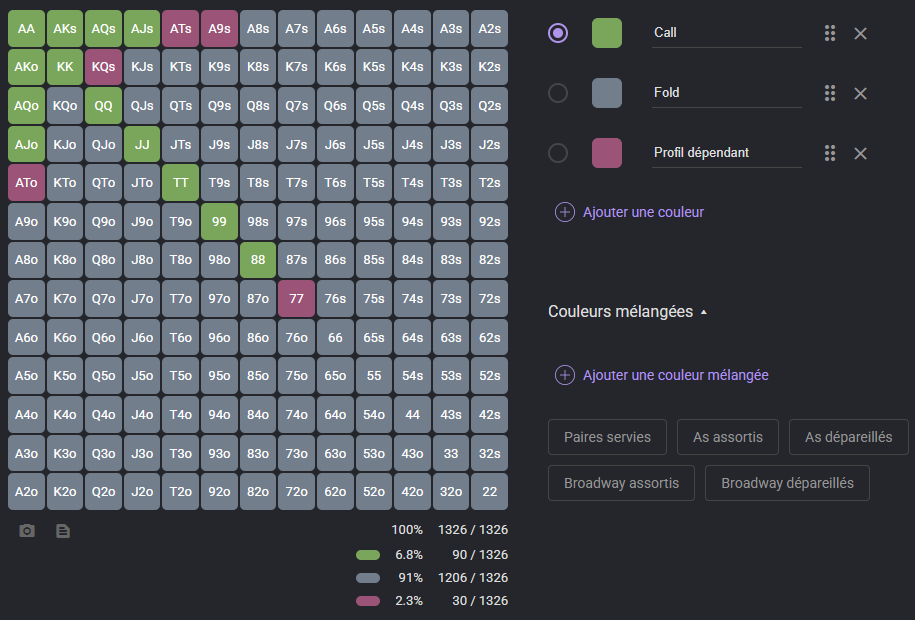 AA AKs AQs AJs ATs A9s A8s A7s A6s A5s A4s A3s A2s
AKo KK KQs KJs KTs K9s K8s K7s K6s K5s K4s K3s K2s
AQo KQo QQ QJs QTs Q9s Q8s Q7s Q6s Q5s Q4s Q3s Q2s
AJo KJo QJo JJ JTs J9s J8s J7s J6s J5s J4s J3s J2s
ATo KTo QTo JTo TT T9s T8s T7s T6s T5s T4s T3s T2s
A9o K9o Q9o J9o T9o 99 98s 97s 96s 95s 94s 93s 92s
A8o K8o Q8o J8o T8o 98o 88 87s 86s 85s 84s 83s 82s
A7o K7o Q7o J7o T7o 97o 87o 77 76s 75s 74s 73s 72s
A6o K6o Q6o J6o T6o 96o 86o 76o 66 65s 64s 63s 62s
A5o K5o Q5o J5o T5o 95o 85o 75o 65o 55 54s 53s 52s
A4o K4o Q4o J4o T4o 94o 84o 74o 64o 54o 44 43s 42s
A3o K3o Q3o J3o T3o 93o 83o 73o 63o 53o 43o 33 32s
A2o K2o Q2o J2o T2o 92o 82o 72o 62o 52o 42o 32o 22
100% 1326 / 1326
6.8% 90 / 1326
91% 1206 / 1326
2.3% 30 / 1326
Call
Fold
Profil dépendant
Ajouter une couleur
Couleurs mélangées
Ajouter une couleur mélangée
Paires servies As assortis As dépareillés
Broadway assortis Broadway dépareillés